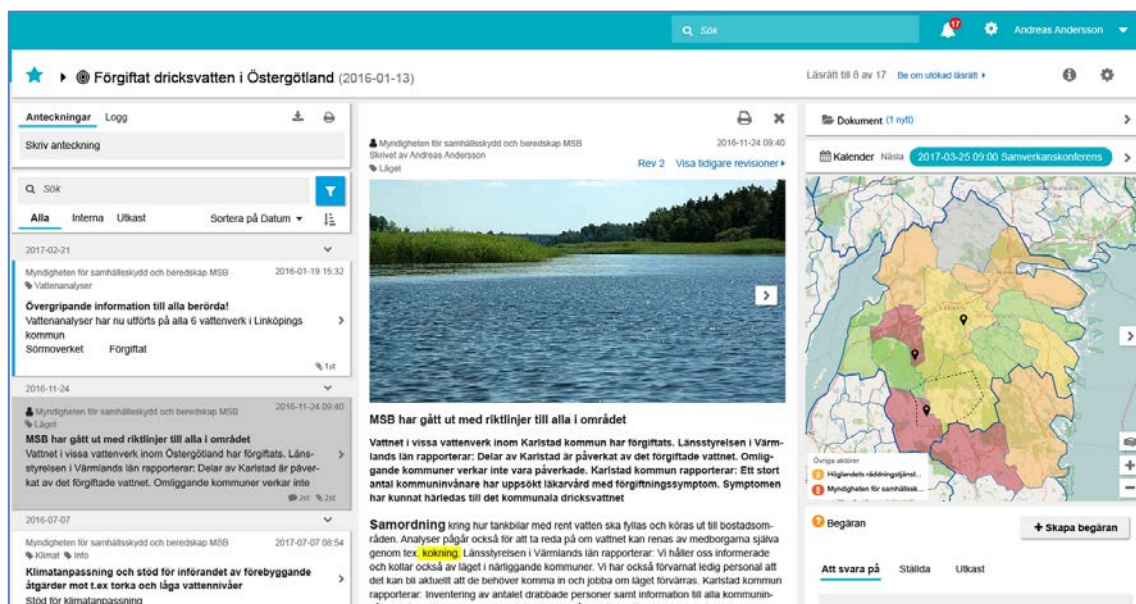 Sök
17
Andreas Andersson
Förgiftat dricksvatten i Östergötland (2016-01-13)
Läsrätt till 8 av 17 Be om utökad läsrätt
Anteckningar Logg
Skriv anteckning
Sök
Alla Interna Utkast Sortera på Datum
2017-02-21
Myndigheten för samhällsskydd och beredskap MSB 2016-01-19 15:32
Vattenanalyser
Övergripande information till alla berörda!
Vattenanalyser har nu utförts på alla 6 vattenverk i Linköpings
kommun
Sörmoverket Förgiftat
1st
2016-11-24
Myndigheten för samhällsskydd och beredskap MSB 2016-11-24 09:40
Läget
MSB har gått ut med riktlinjer till alla i området
Vattnet i vissa vattenverk inom Östergötland har förgiftats. Läns-
styrelsen i Värmlands län rapporterar: Delar av Karlstad är påver-
kat av det förgiftade vattnet. Omliggande kommuner verkar inte
2st 2st
2016-07-07
Myndigheten för samhällsskydd och beredskap MSB 2017-07-07 08:54
Klimat Info
Klimatanpassning och stöd för införandet av förebyggande
åtgärder mot t.ex torka och låga vattennivåer
Stöd för klimatanpassning
Myndigheten för samhällsskydd och beredskap MSB 2016-11-24 09:40
Skrivet av Andreas Andersson
Läget
Rev 2 Visa tidigare revisioner
MSB har gått ut med riktlinjer till alla i området
Vattnet i vissa vattenverk inom Karlstad kommun har förgiftats. Länsstyrelsen i Värm-
lands län rapporterar: Delar av Karlstad är påverkat av det förgiftade vattnet. Omlig-
gande kommuner verkar inte vara påverkade. Karlstad kommun rapporterar: Ett stort
antal kommuninvånare har uppsökt läkarvård med förgiftningssymptom. Symptomen
har kunnat härledas till det kommunala dricksvattnet
Samordning kring hur tankbilar med rent vatten ska fyllas och köras ut till bostadsom-
råden. Analyser pågår också för att ta reda på om vattnet kan renas av medborgarna själva
genom tex. kokning. Länsstyrelsen i Värmlands län rapporterar: Vi håller oss informerade
och kollar också av läget i närliggande kommuner. Vi har också förvarnat ledig personal att
det kan bli aktuellt att de behöver komma in och jobba om läget förvärras. Karlstad kommun
rapporterar: Inventering av antalet drabbade personer samt information till alla kommunin-
Dokument (1 nytt)
Kalender Nästa 2017-03-25 09:00 Samverkanskonferens
Övriga aktörer
Höglandets räddningstjänst...
Myndigheten för samhällssk...
Begäran
+ Skapa begäran
Att svara på Ställda Utkast